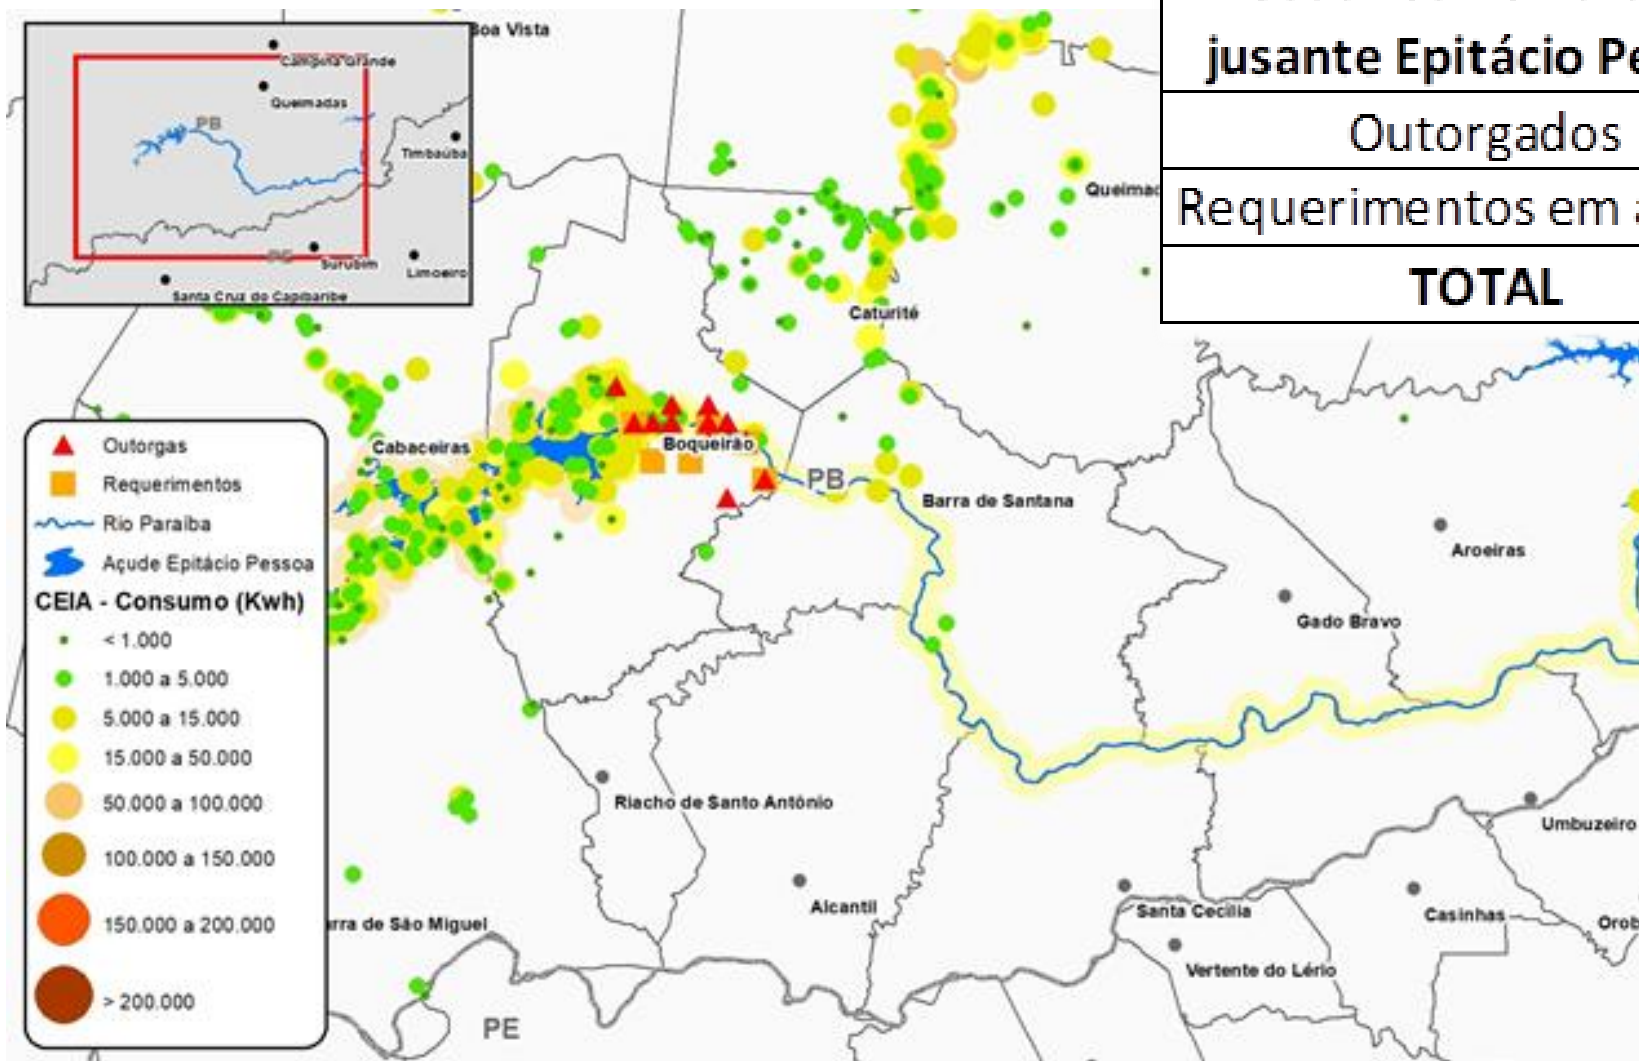 jusante Epitácio Pe
Outorgados
Requerimentos em a
TOTAL
Boa Vista
Campina Grande
Queimadas
PB
Timbaúba
PE
Surubim
Limoeiro
Santa Cruz do Capibaribe
Queimad
Caturité
Cabaceiras
Boqueirão
PB
Barra de Santana
Aroeiras
Gado Bravo
Riacho de Santo Antônio
Umbuzeiro
Alcantil
Santa Cecília
Casinhas
Orob
rra de São Miguel
Vertente do Lério
PE
Outorgas
Requerimentos
Rio Paraíba
Açude Epitácio Pessoa
CEIA - Consumo (Kwh)
< 1.000
1.000 a 5.000
5.000 a 15.000
15.000 a 50.000
50.000 a 100.000
100.000 a 150.000
150.000 a 200.000
> 200.000